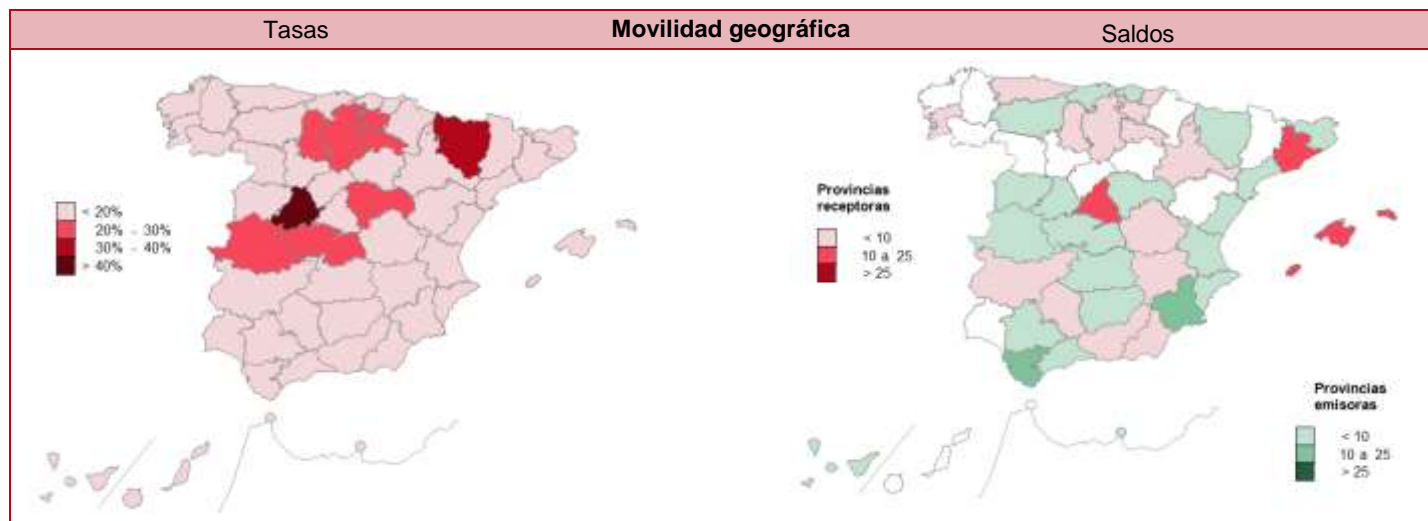 Tasas
Movilidad geográfica
Saldos
< 20%
20% - 30%
30% - 40%
> 40%
Provincias
receptoras
< 10
10 a 25
> 25
Provincias
emisoras
< 10
10 a 25
> 25